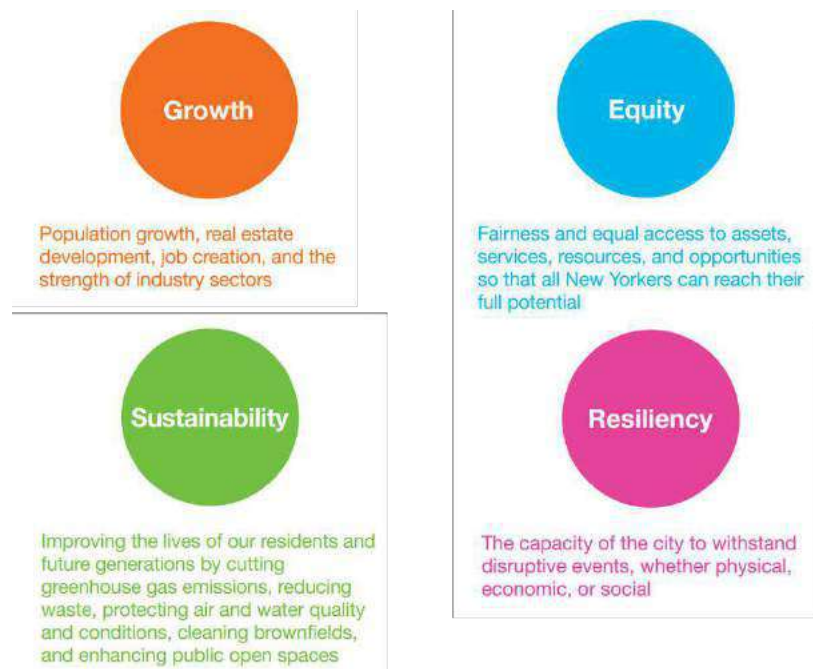 Growth
Population growth, real estate
development, job creation, and the
strength of industry sectors
Equity
Fairness and equal access to assets,
services, resources, and opportunities
so that all New Yorkers can reach their
full potential
Sustainability
Improving the lives of our residents and
future generations by cutting
greenhouse gas emissions, reducing
waste, protecting air and water quality
and conditions, cleaning brownfields,
and enhancing public open spaces
Resiliency
The capacity of the city to withstand
disruptive events, whether physical,
economic, or social